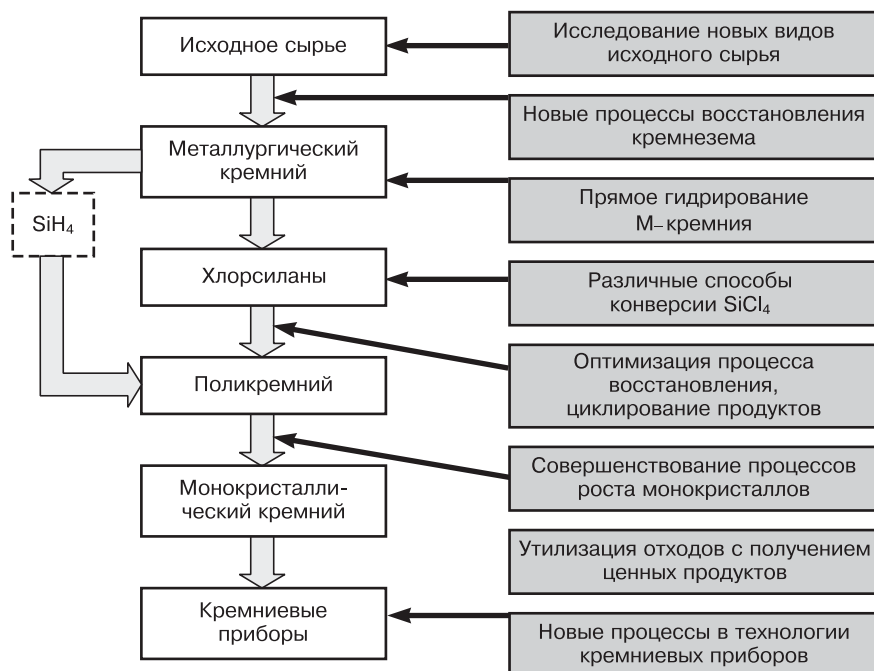 Исходное сырье
Исследование новых видов
исходного сырья
Новые процессы восстановления
кремнезема
Металлургический
кремний
Прямое гидрирование
М–кремния
SiH₄
Хлорсиланы
Различные способы
конверсии SiCl₄
Поликремний
Оптимизация процесса
восстановления,
циклирование продуктов
Совершенствование процессов
роста монокристаллов
Монокристалли-
ческий кремний
Утилизация отходов с получением
ценных продуктов
Кремниевые
приборы
Новые процессы в технологии
кремниевых приборов